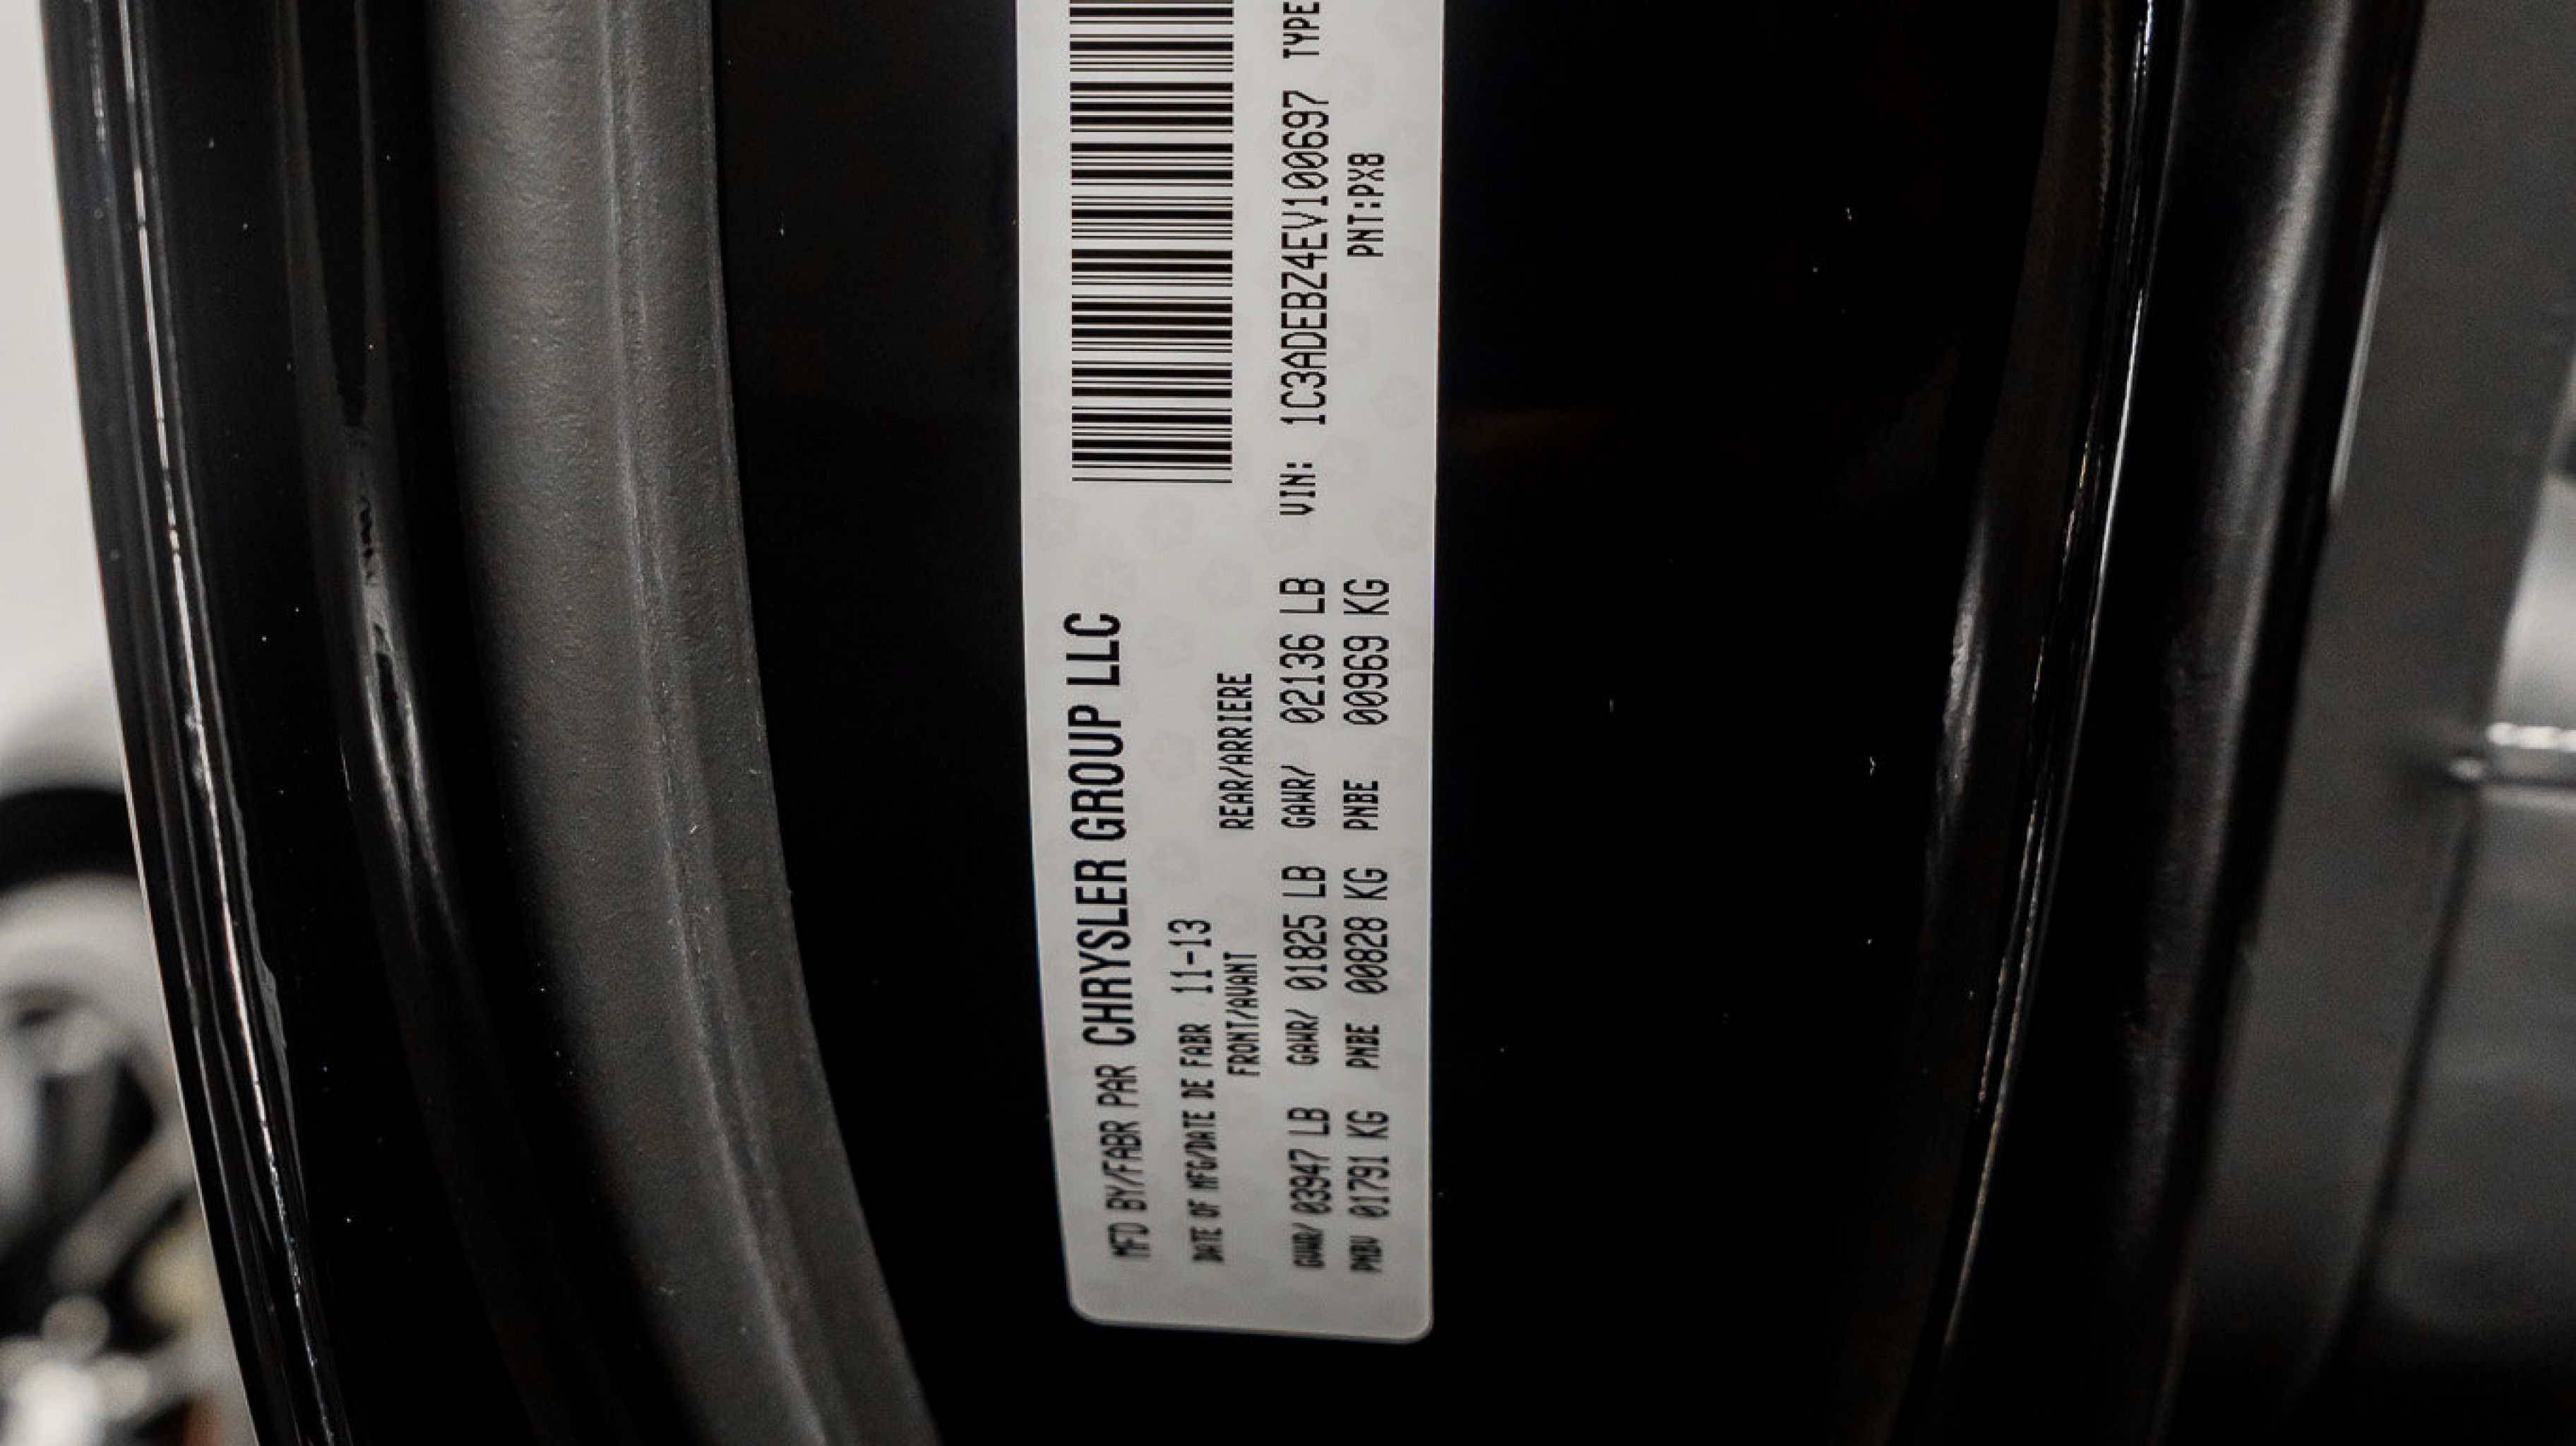 MFD BY/FABR PAR CHRYSLER GROUP LLC
DATE OF MFG/DATE DE FABR 11-13
FRONT/AVANT REAR/ARRIERE
GVWR/ 03947 LB GAWR/ 01825 LB GAWR/ 02136 LB VIN: 1C3ADEBZ4EV100697 TYPE
PNBV 01791 KG PNBE 00828 KG PNBE 00969 KG PNT:PX8